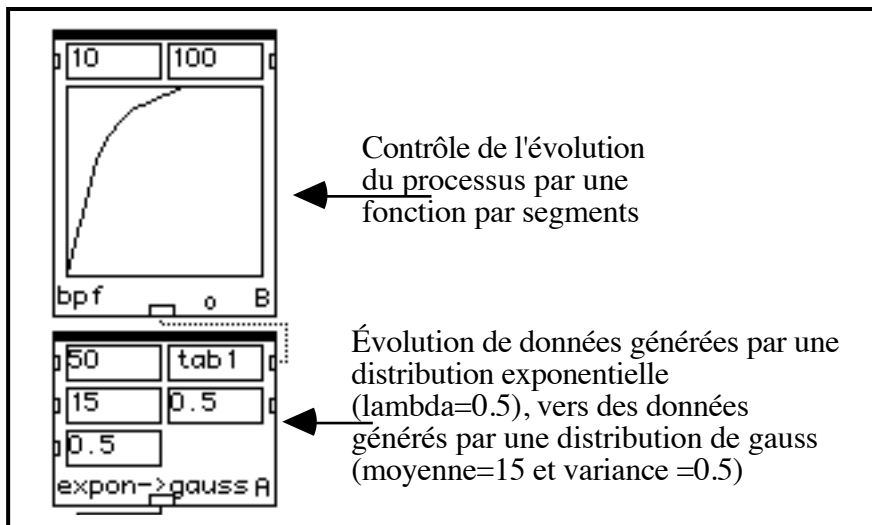 10 100
Contrôle de l'évolution
du processus par une
fonction par segments
bpf o B
50 tab1
15 0.5
0.5
expon->gauss A
Évolution de données générées par une
distribution exponentielle
(lambda=0.5), vers des données
générés par une distribution de gauss
(moyenne=15 et variance =0.5)